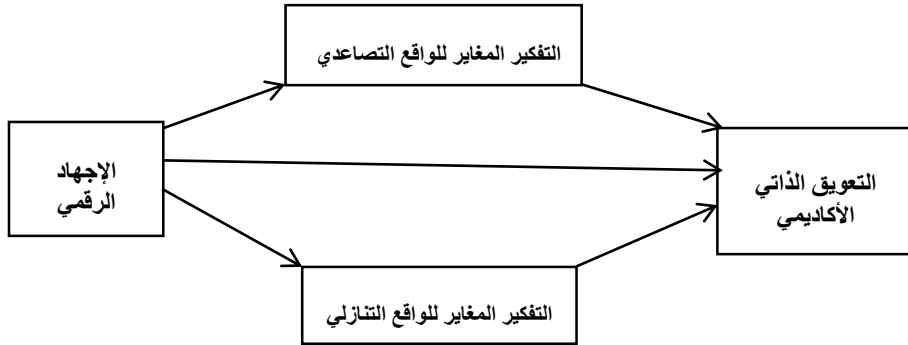 التفكير المغاير للواقع التصاعدي
الإجهاد
الرقمي
التعويق الذاتي
الأكاديمي
التفكير المغاير للواقع التنازلي